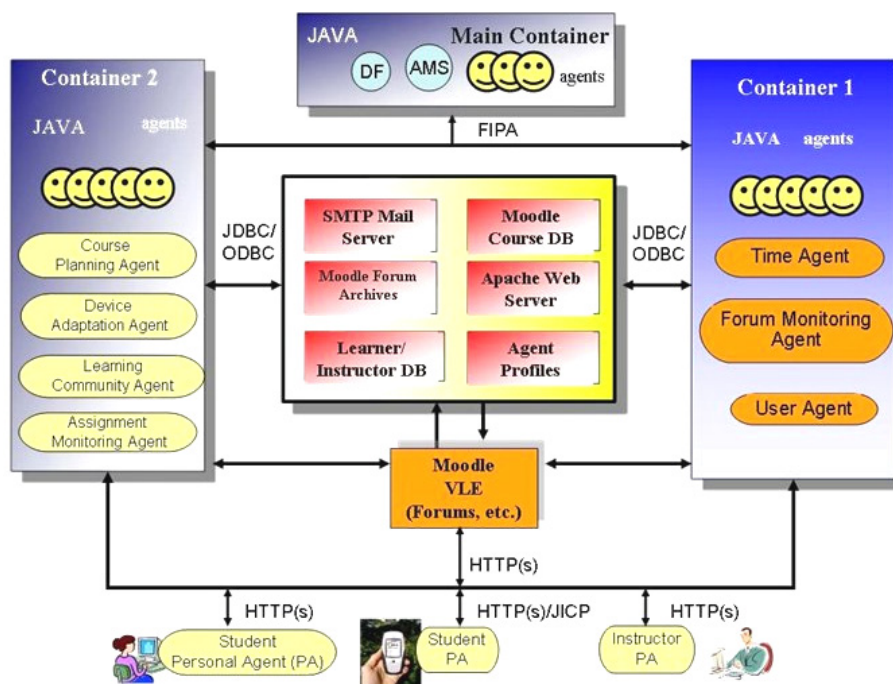 JAVA
Main Container
DF
AMS
agents
FIPA
Container 2
JAVA
agents
Course
Planning Agent
Device
Adaptation Agent
Learning
Community Agent
Assignment
Monitoring Agent
JDBC/
ODBC
SMTP Mail
Server
Moodle
Course DB
Moodle Forum
Archives
Apache Web
Server
Learner/
Instructor DB
Agent
Profiles
JDBC/
ODBC
Container 1
JAVA
agents
Time Agent
Forum Monitoring
Agent
User Agent
Moodle
VLE
(Forums, etc.)
HTTP(s)
HTTP(s)
HTTP(s)/JICP
HTTP(s)
Student
Personal Agent (PA)
Student
PA
Instructor
PA